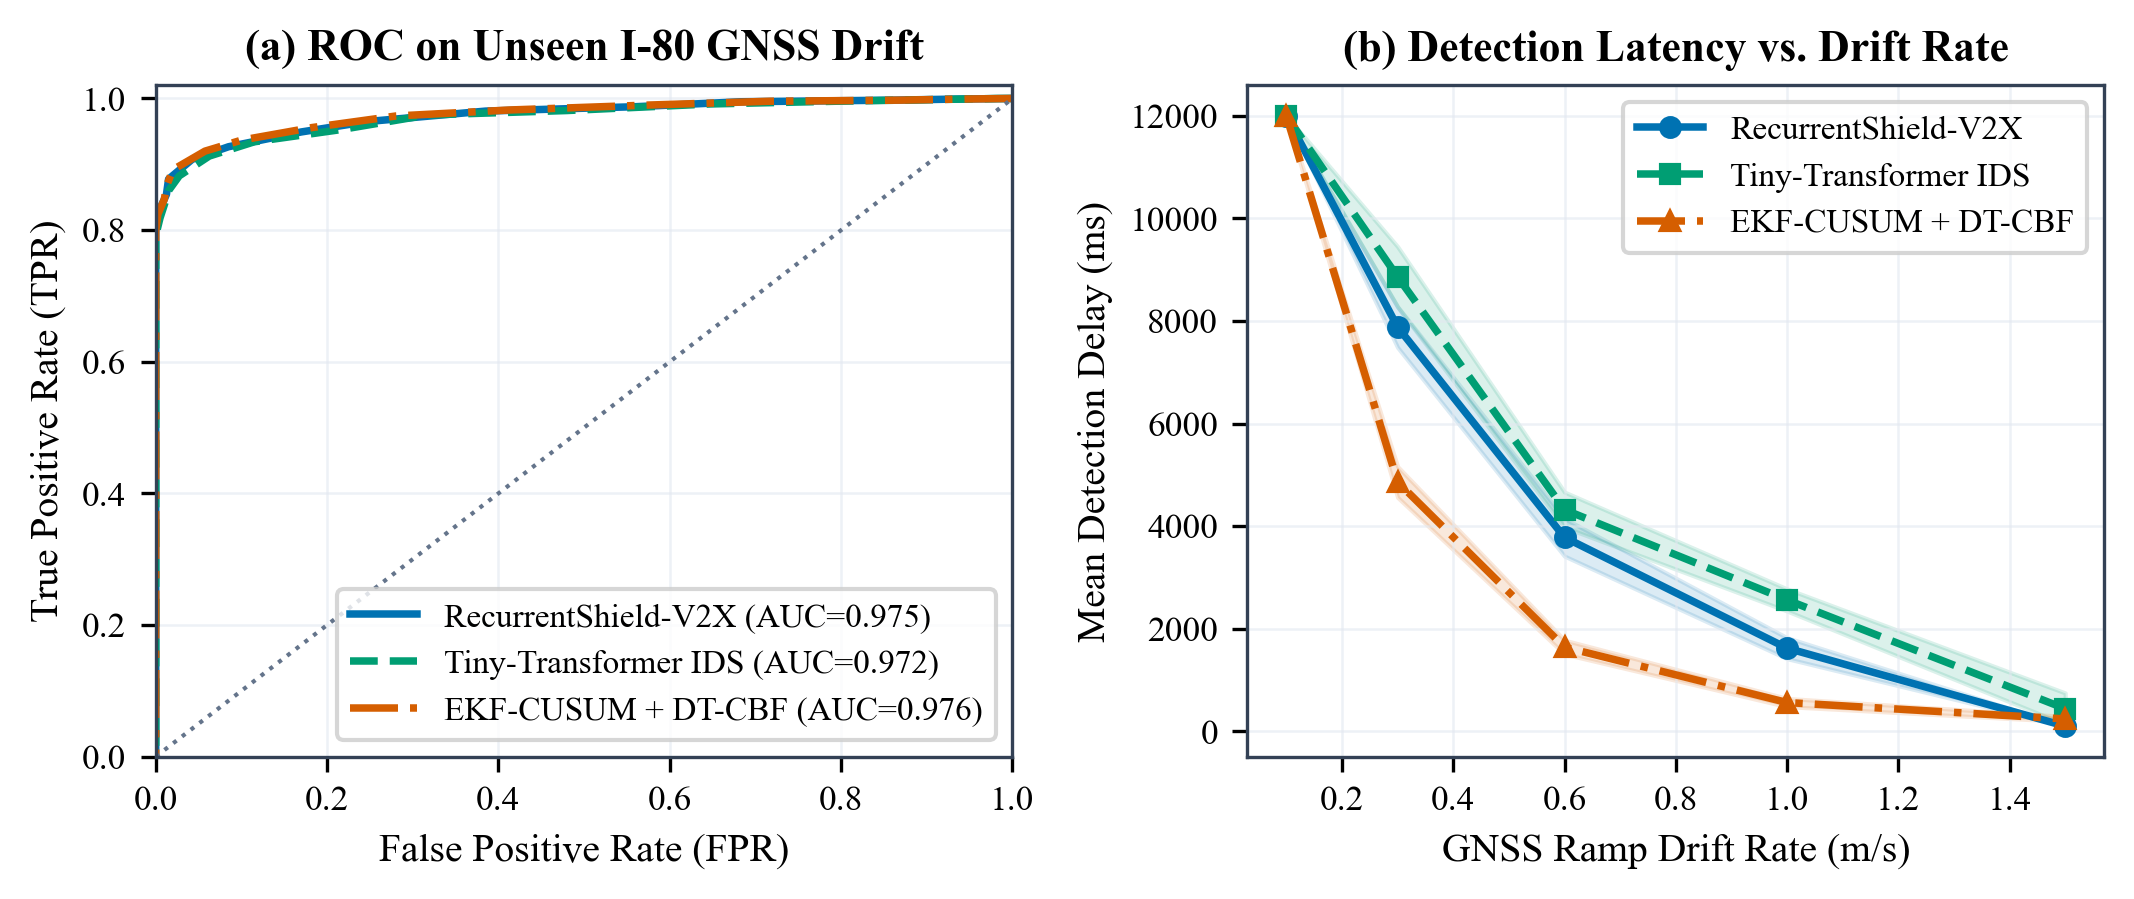 (a) ROC on Unseen I-80 GNSS Drift
True Positive Rate (TPR)
1.0
0.8
0.6
0.4
0.2
0.0
RecurrentShield-V2X (AUC=0.975)
Tiny-Transformer IDS (AUC=0.972)
EKF-CUSUM + DT-CBF (AUC=0.976)
0.0 0.2 0.4 0.6 0.8 1.0
False Positive Rate (FPR)
(b) Detection Latency vs. Drift Rate
Mean Detection Delay (ms)
12000
10000
8000
6000
4000
2000
0
RecurrentShield-V2X
Tiny-Transformer IDS
EKF-CUSUM + DT-CBF
0.2 0.4 0.6 0.8 1.0 1.2 1.4
GNSS Ramp Drift Rate (m/s)